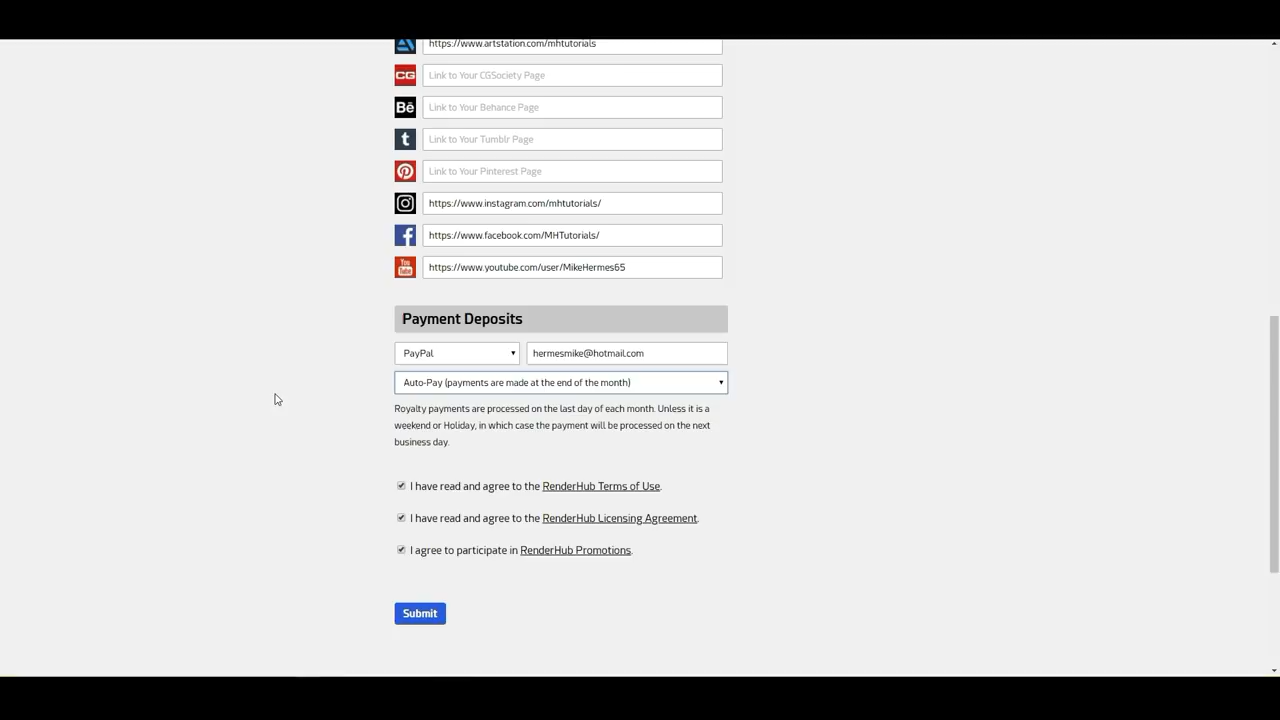 https://www.artstation.com/mhtutorials
CG Link to Your CGSociety Page
Bē Link to Your Behance Page
t Link to Your Tumblr Page
Link to Your Pinterest Page
https://www.instagram.com/mhtutorials/
f https://www.facebook.com/MHTutorials/
You Tube https://www.youtube.com/user/MikeHermes65
Payment Deposits
PayPal hermesmike@hotmail.com
Auto-Pay (payments are made at the end of the month)
Royalty payments are processed on the last day of each month. Unless it is a
weekend or Holiday, in which case the payment will be processed on the next
business day.
I have read and agree to the RenderHub Terms of Use.
I have read and agree to the RenderHub Licensing Agreement.
I agree to participate in RenderHub Promotions.
Submit